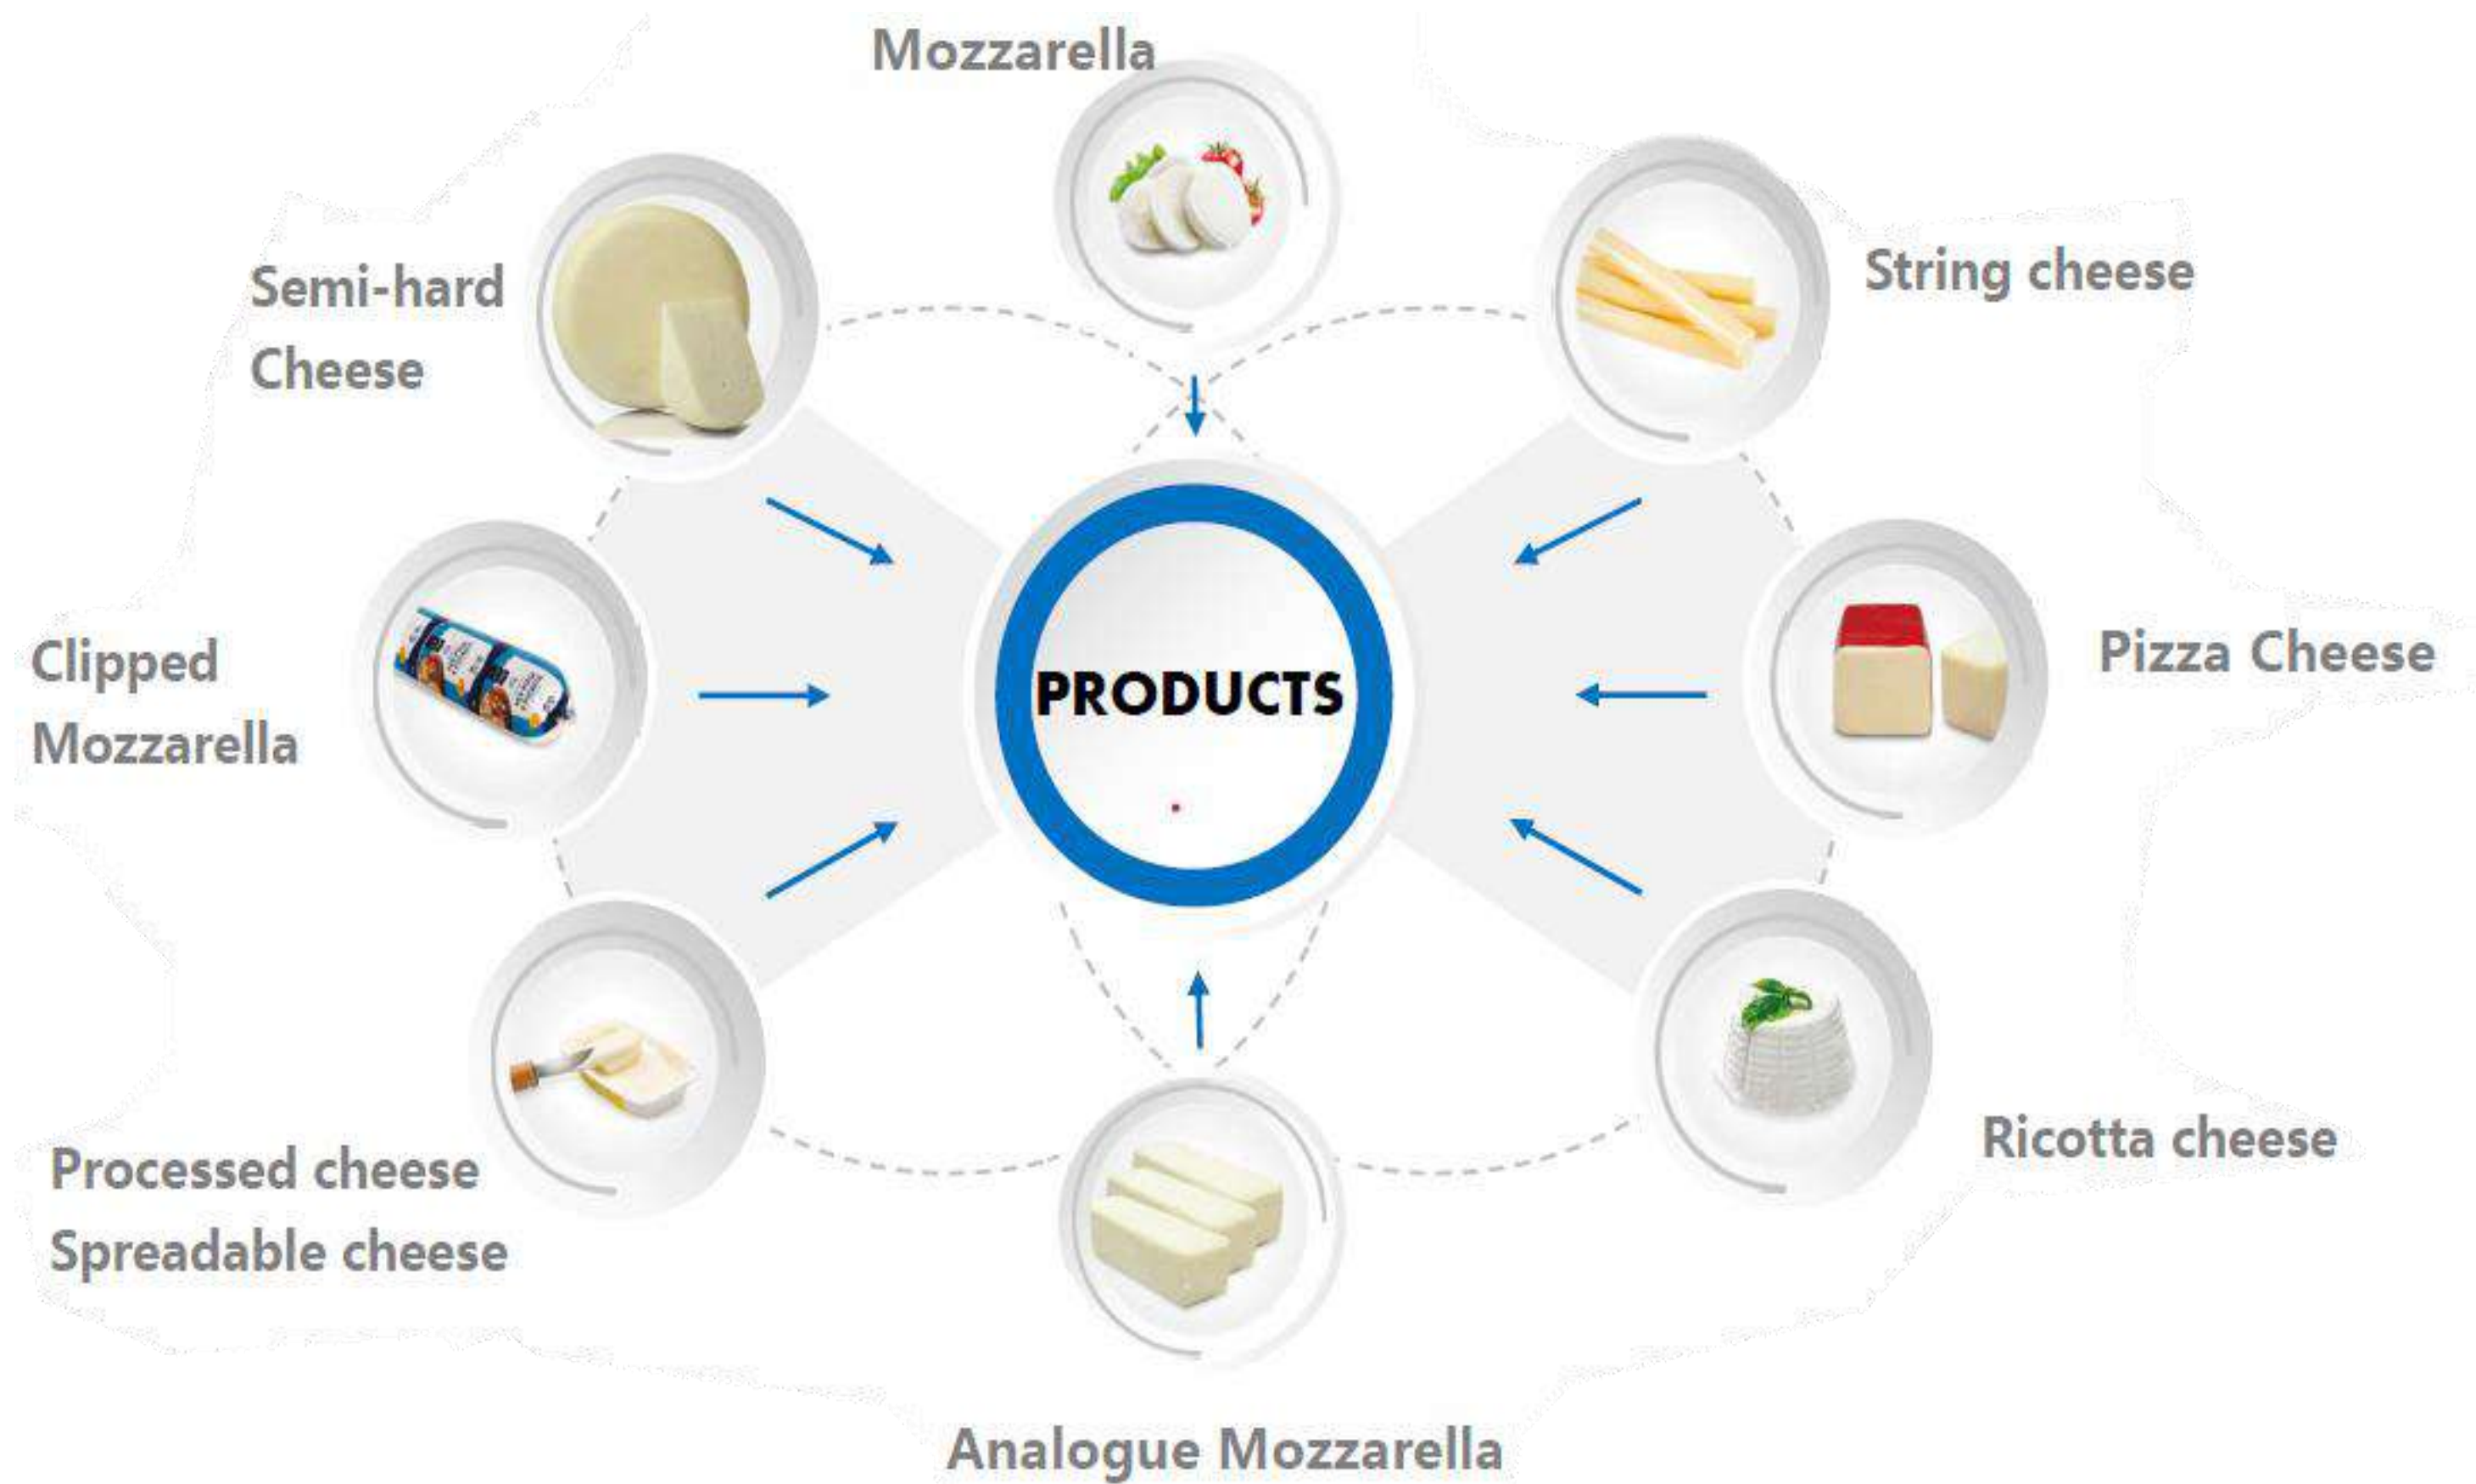 Mozzarella
Semi-hard
Cheese
String cheese
Clipped
Mozzarella
PRODUCTS
Pizza Cheese
Processed cheese
Spreadable cheese
Ricotta cheese
Analogue Mozzarella